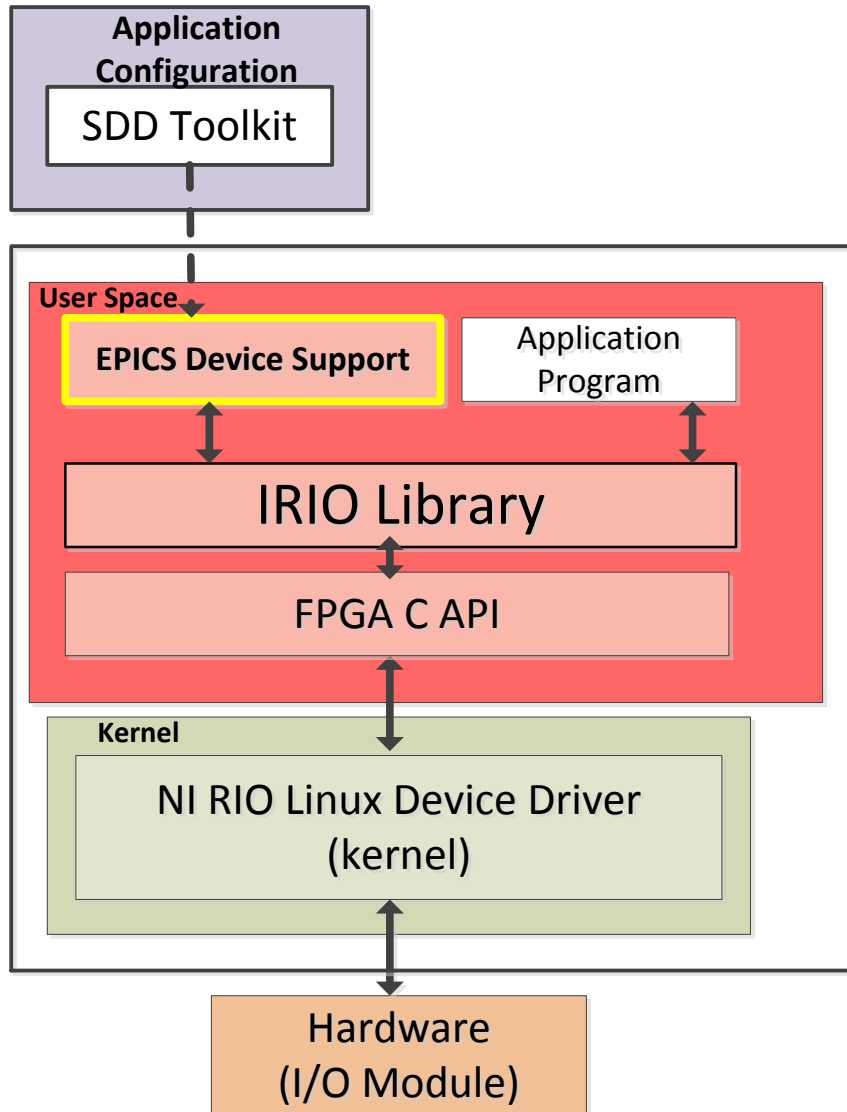 Application
Configuration
SDD Toolkit
User Space
EPICS Device Support
Application
Program
IRIO Library
FPGA C API
Kernel
NI RIO Linux Device Driver
(kernel)
Hardware
(I/O Module)